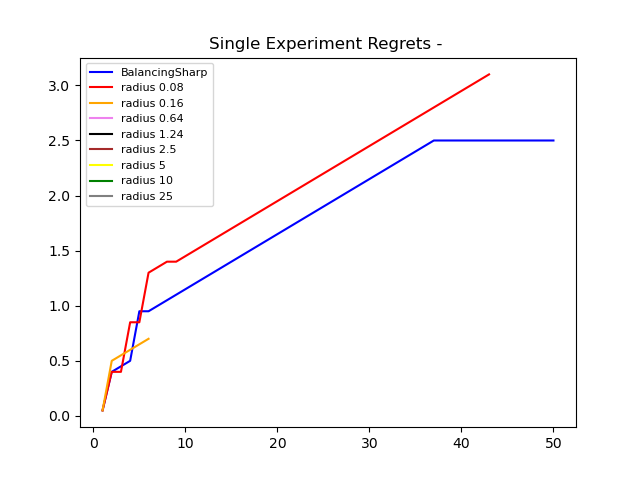 Single Experiment Regrets -
BalancingSharp
radius 0.08
radius 0.16
radius 0.64
radius 1.24
radius 2.5
radius 5
radius 10
radius 25
3.0
2.5
2.0
1.5
1.0
0.5
0.0
0 10 20 30 40 50